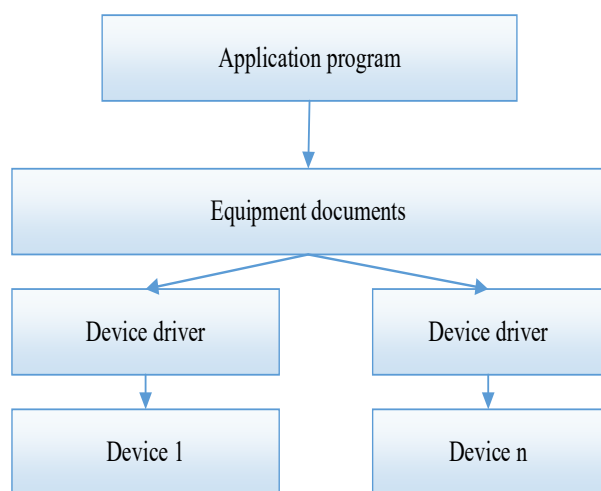 Application program
Equipment documents
Device driver
Device driver
Device 1
Device n